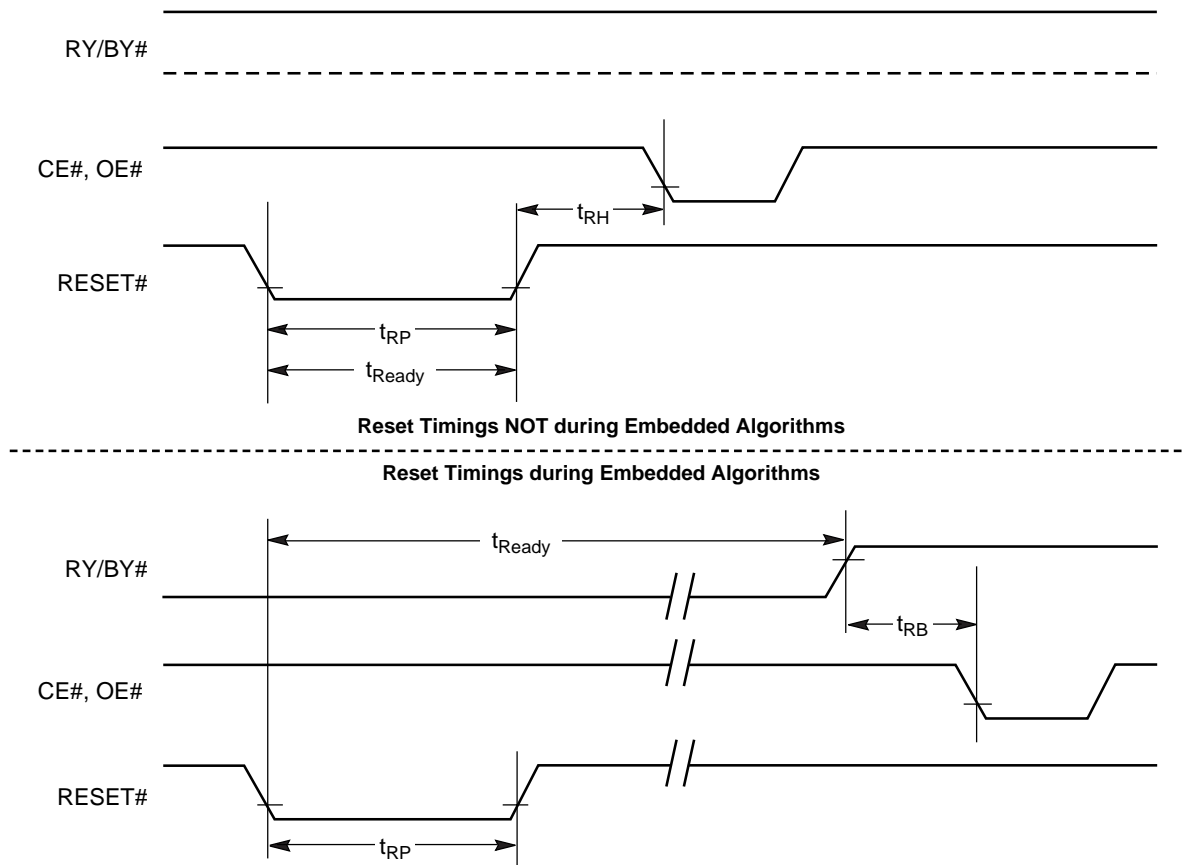 RY/BY#
CE#, OE#
tRH
RESET#
tRP
tReady
Reset Timings NOT during Embedded Algorithms
Reset Timings during Embedded Algorithms
tReady
RY/BY#
tRB
CE#, OE#
RESET#
tRP